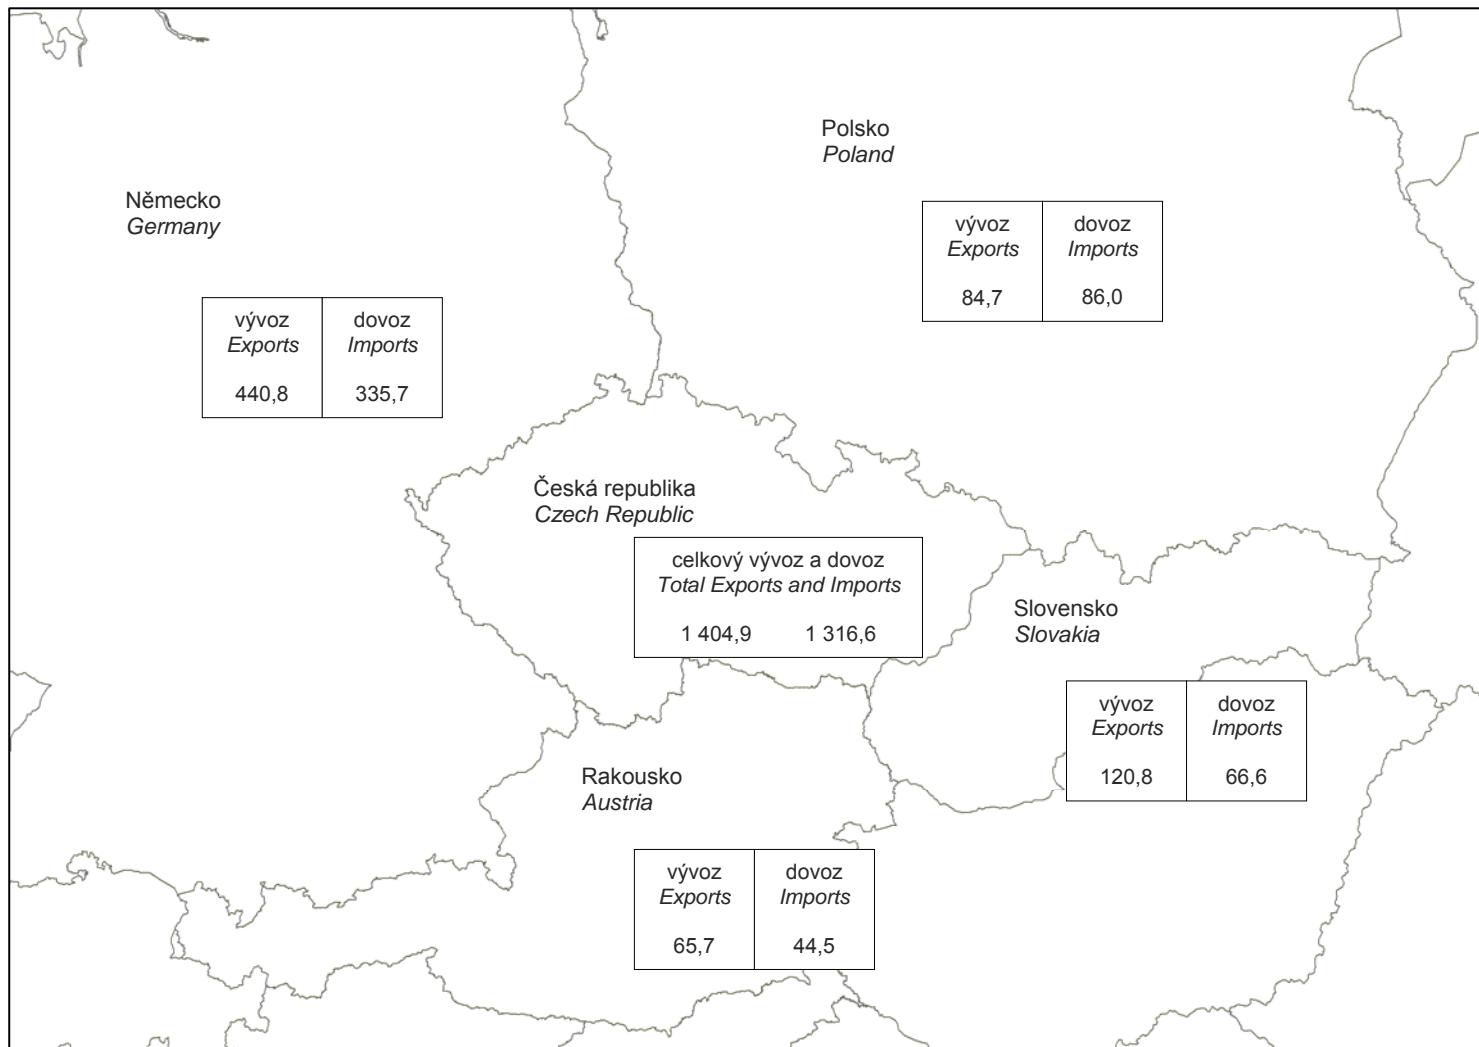 Polsko
Poland
Německo
Germany
vývoz
Exports
84,7
dovoz
Imports
86,0
vývoz
Exports
440,8
dovoz
Imports
335,7
Česká republika
Czech Republic
celkový vývoz a dovoz
Total Exports and Imports
1 404,9 1 316,6
Slovensko
Slovakia
vývoz
Exports
120,8
dovoz
Imports
66,6
Rakousko
Austria
vývoz
Exports
65,7
dovoz
Imports
44,5